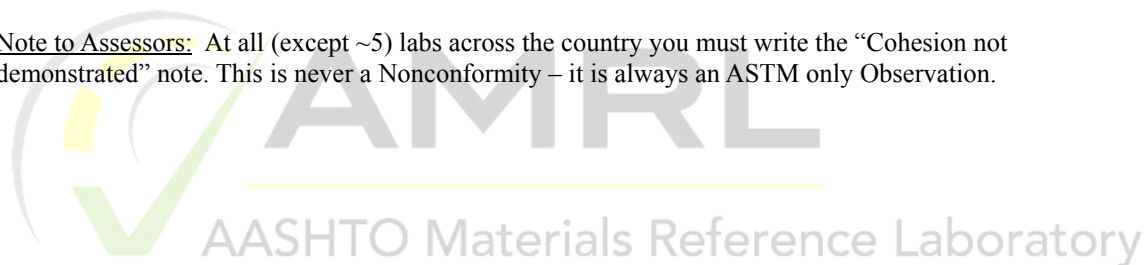 Note to Assessors: At all (except ~5) labs across the country you must write the “Cohesion not
demonstrated” note. This is never a Nonconformity – it is always an ASTM only Observation.
AMRL
AASHTO Materials Reference Laboratory